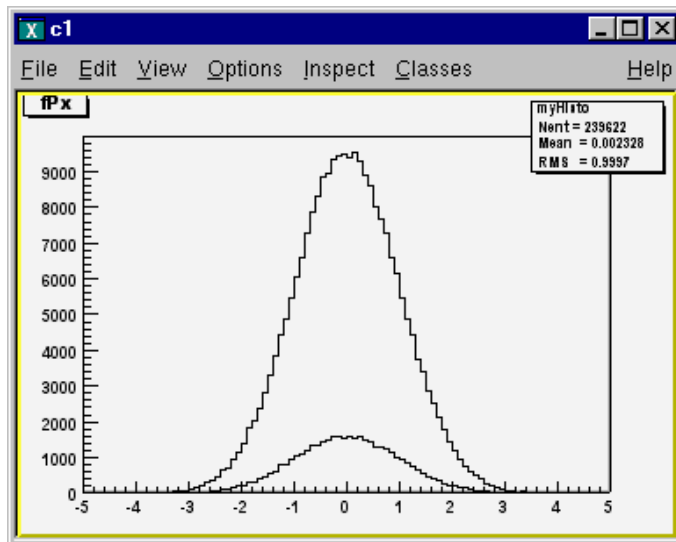 X c1
File Edit View Options Inspect Classes Help
fPx
myHisto
Nent = 239622
Mean = 0.002328
RMS = 0.9997
9000
8000
7000
6000
5000
4000
3000
2000
1000
0
-5 -4 -3 -2 -1 0 1 2 3 4 5